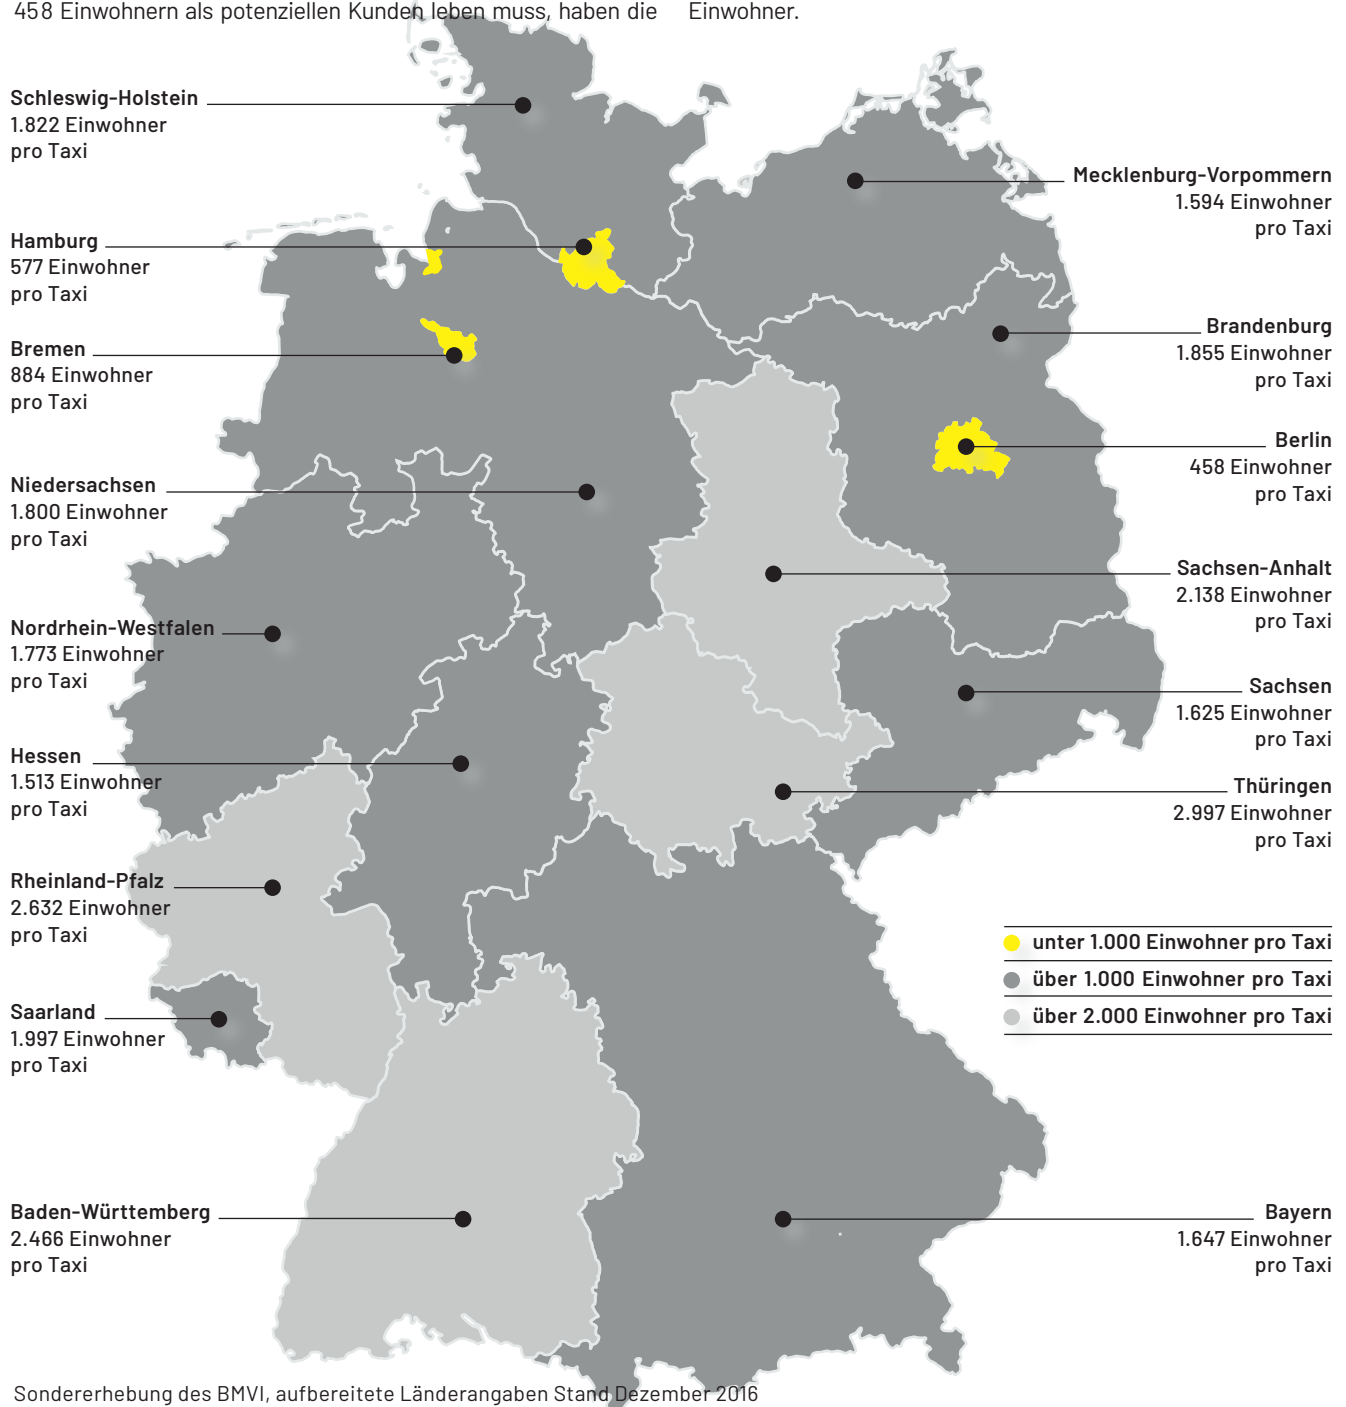 458 Einwohnern als potenziellen Kunden leben muss, haben die
Einwohner.
Schleswig-Holstein
1.822 Einwohner
pro Taxi
Hamburg
577 Einwohner
pro Taxi
Bremen
884 Einwohner
pro Taxi
Niedersachsen
1.800 Einwohner
pro Taxi
Nordrhein-Westfalen
1.773 Einwohner
pro Taxi
Hessen
1.513 Einwohner
pro Taxi
Rheinland-Pfalz
2.632 Einwohner
pro Taxi
Saarland
1.997 Einwohner
pro Taxi
Baden-Württemberg
2.466 Einwohner
pro Taxi
Mecklenburg-Vorpommern
1.594 Einwohner
pro Taxi
Brandenburg
1.855 Einwohner
pro Taxi
Berlin
458 Einwohner
pro Taxi
Sachsen-Anhalt
2.138 Einwohner
pro Taxi
Sachsen
1.625 Einwohner
pro Taxi
Thüringen
2.997 Einwohner
pro Taxi
unter 1.000 Einwohner pro Taxi
über 1.000 Einwohner pro Taxi
über 2.000 Einwohner pro Taxi
Bayern
1.647 Einwohner
pro Taxi
Sondererhebung des BMVI, aufbereitete Länderangaben Stand Dezember 2016